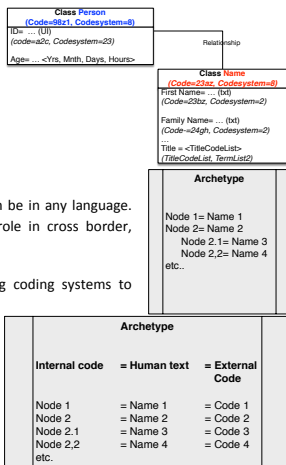 Class Person
(Code=98z1, Codesystem=8)
ID= … (UI)
(code=a2c, Codesystem=23)
Age= … <Yrs, Mnth, Days, Hours>
Relationship
Class Name
(Code=23az, Codesystem=8)
First Name= … (txt)
(Code=23bz, Codesystem=2)
Family Name= … (txt)
(Code-=24gh, Codesystem=2)
…
Title = <TitleCodeList>
(TitleCodeList, TermList2)
n be in any language.
role in cross border,
g coding systems to
Archetype
Node 1= Name 1
Node 2= Name 2
Node 2.1= Name 3
Node 2,2= Name 4
etc..
Archetype
Internal code = Human text = External
Code
Node 1 = Name 1 = Code 1
Node 2 = Name 2 = Code 2
Node 2.1 = Name 3 = Code 3
Node 2,2 = Name 4 = Code 4
etc.